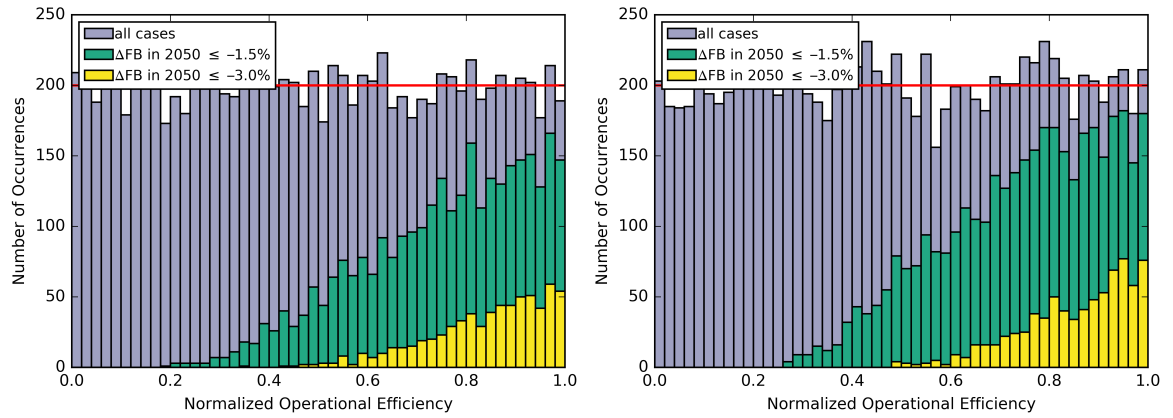 250
200
150
100
50
0
Number of Occurrences
all cases
ΔFB in 2050 ≤ −1.5%
ΔFB in 2050 ≤ −3.0%
0.0 0.2 0.4 0.6 0.8 1.0
Normalized Operational Efficiency
250
200
150
100
50
0
Number of Occurrences
all cases
ΔFB in 2050 ≤ −1.5%
ΔFB in 2050 ≤ −3.0%
0.0 0.2 0.4 0.6 0.8 1.0
Normalized Operational Efficiency